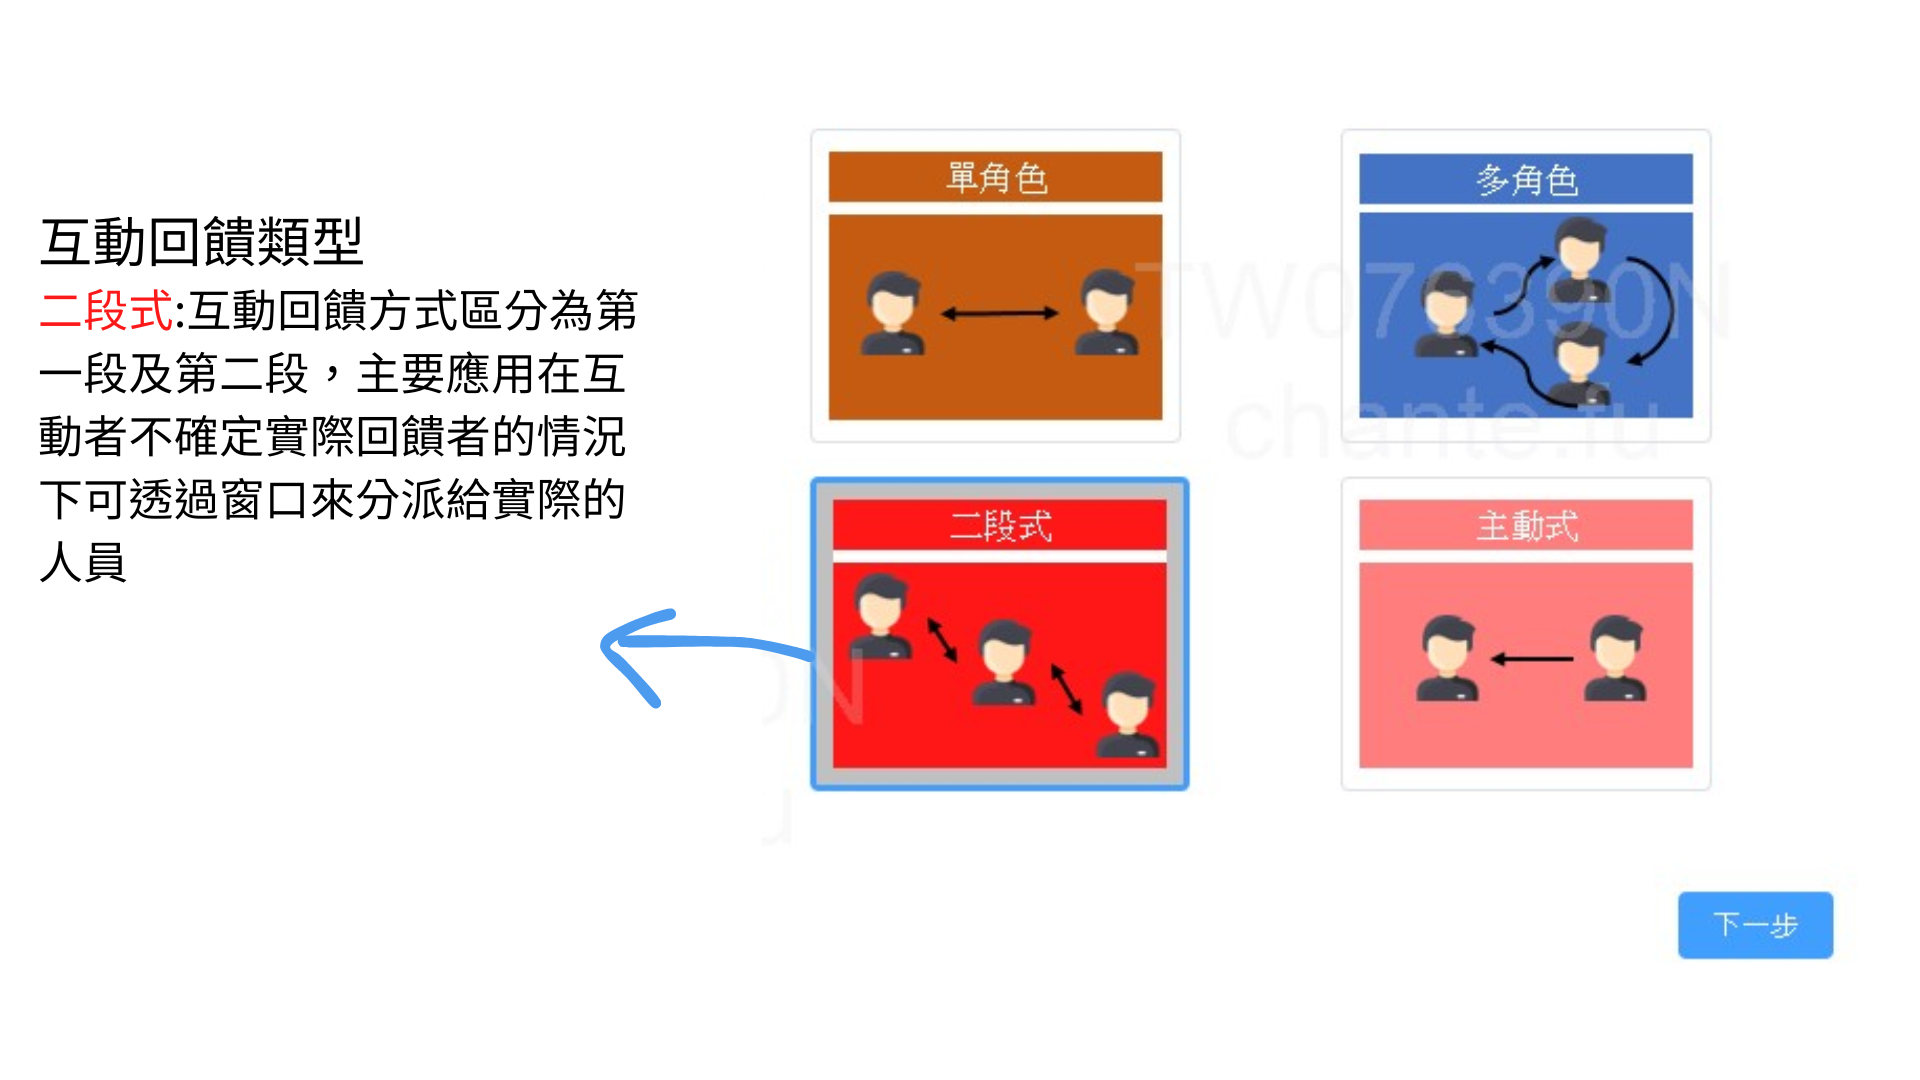 互動回饋類型
二段式:互動回饋方式區分為第
一段及第二段，主要應用在互
動者不確定實際回饋者的情況
下可透過窗口來分派給實際的
人員
單角色
多角色
TW07C390N
chante.fu
二段式
主動式
下一步